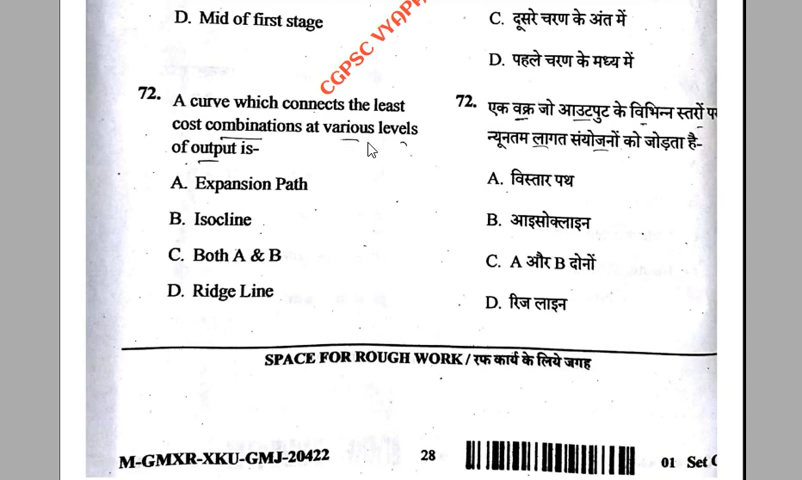 D. Mid of first stage
CGPSC VYAP
72. A curve which connects the least
cost combinations at various levels
of output is-
A. Expansion Path
B. Isocline
C. Both A & B
D. Ridge Line
C. दूसरे चरण के अंत में
D. पहले चरण के मध्य में
72. एक वक्र जो आउटपुट के विभिन्न स्तरों
न्यूनतम लागत संयोजनों को जोड़ता है-
A. विस्तार पथ
B. आइसोक्लाइन
C. A और B दोनों
D. रिज लाइन
SPACE FOR ROUGH WORK / रफ कार्य के लिये जगह
M-GMXR-XKU-GMJ-20422 28 01 Set